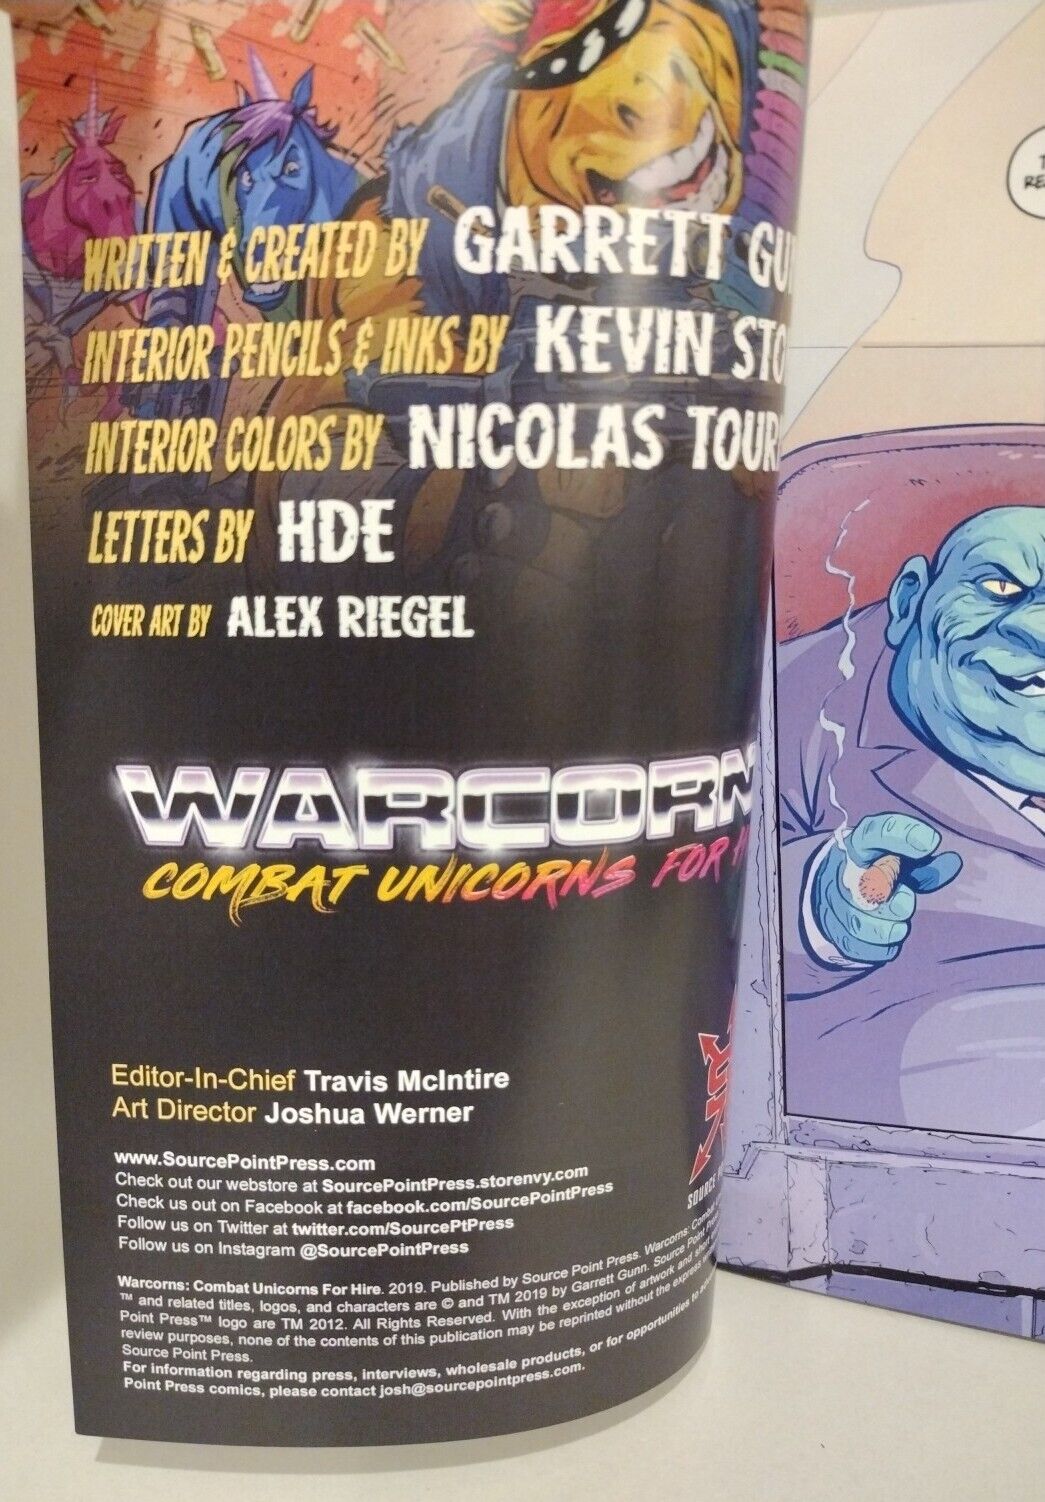 WRITTEN & CREATED BY GARRETT
INTERIOR PENCILS & INKS BY KEVIN
INTERIOR COLORS BY NICOLAS
LETTERS BY HDE
COVER ART BY ALEX RIEGEL
WARCORN
COMBAT UNICORNS FOR
Editor-In-Chief Travis McIntire
Art Director Joshua Werner
www.SourcePointPress.com
Check out our webstore at SourcePointPress.storenvy.com
Check us out on Facebook at facebook.com/SourcePointPress
Follow us on Twitter at twitter.com/SourcePtPress
Follow us on Instagram @SourcePointPress
SOURCE
Warcorns: Combat Unicorns For Hire. 2019. Published by Source Point Press. Warcorns: Combat
™ and related titles, logos, and characters are © and TM 2019 by Garrett Gunn. Source Point
Point Press™ logo are TM 2012. All Rights Reserved. With the exception of artwork and short
review purposes, none of the contents of this publication may be reprinted without the express
Source Point Press.
For information regarding press, interviews, wholesale products, or for opportunities to
Point Press comics, please contact josh@sourcepointpress.com.